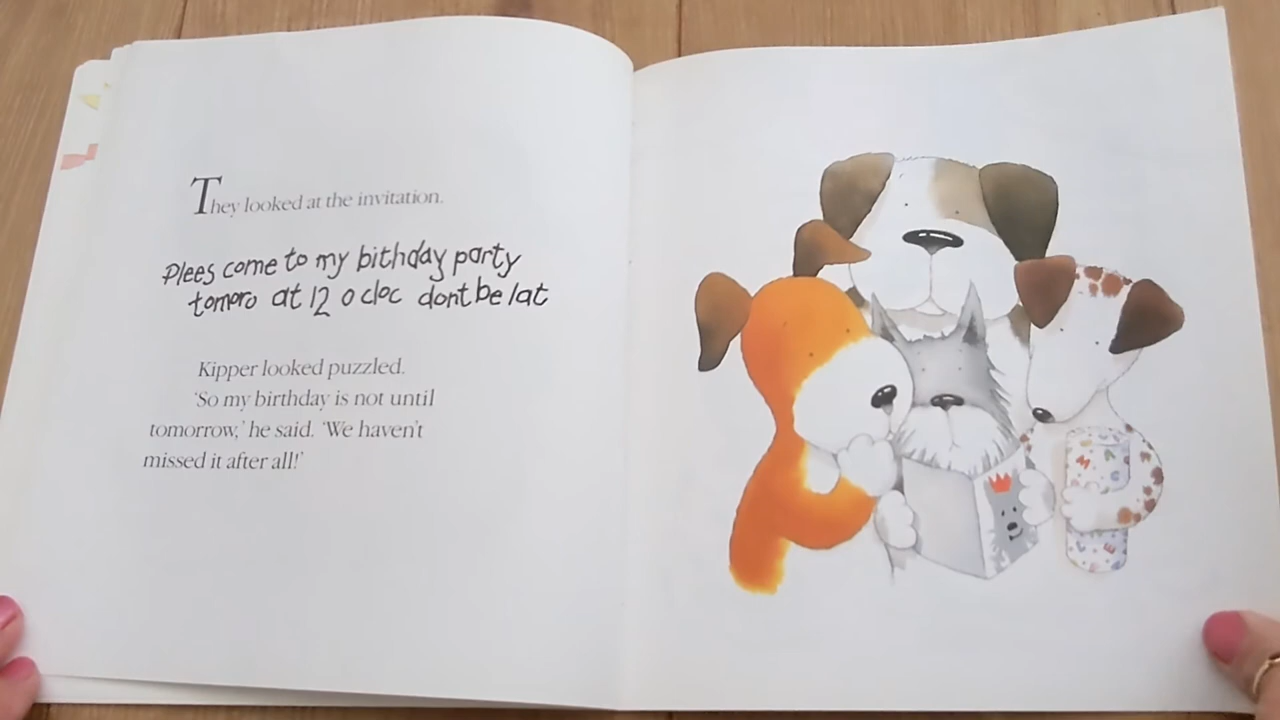 They looked at the invitation.
Plees come to my bithday party
tomoro at 12 o cloc dont be lat
Kipper looked puzzled.
'So my birthday is not until
tomorrow,' he said. 'We haven't
missed it after all!'